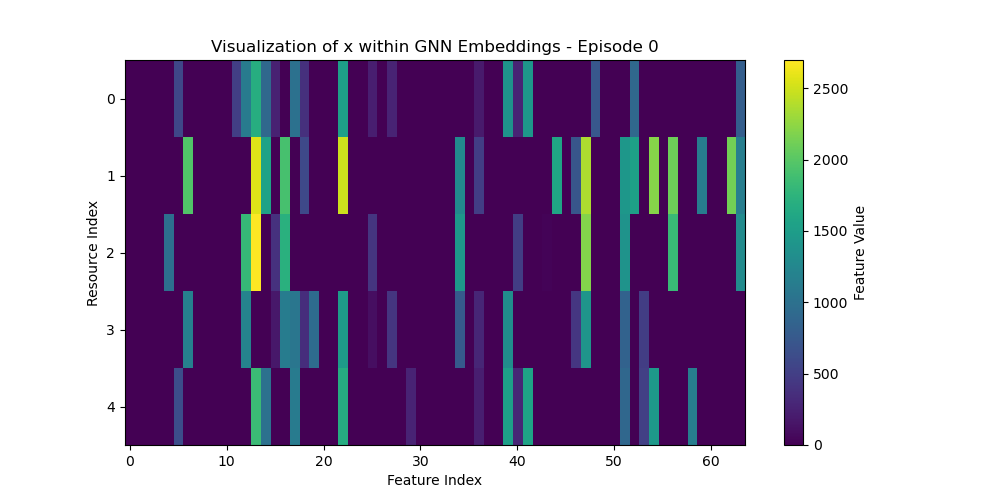 Visualization of x within GNN Embeddings - Episode 0
0
1
2
3
4
Resource Index
0 10 20 30 40 50 60
Feature Index
2500
2000
1500
1000
500
0
Feature Value